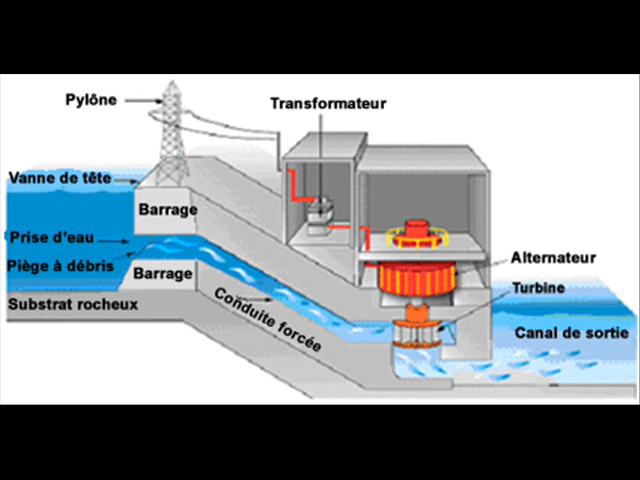 Pylône
Transformateur
Vanne de tête
Barrage
Prise d'eau
Piège à débris
Barrage
Alternateur
Turbine
Substrat rocheux
Conduite forcée
Canal de sortie